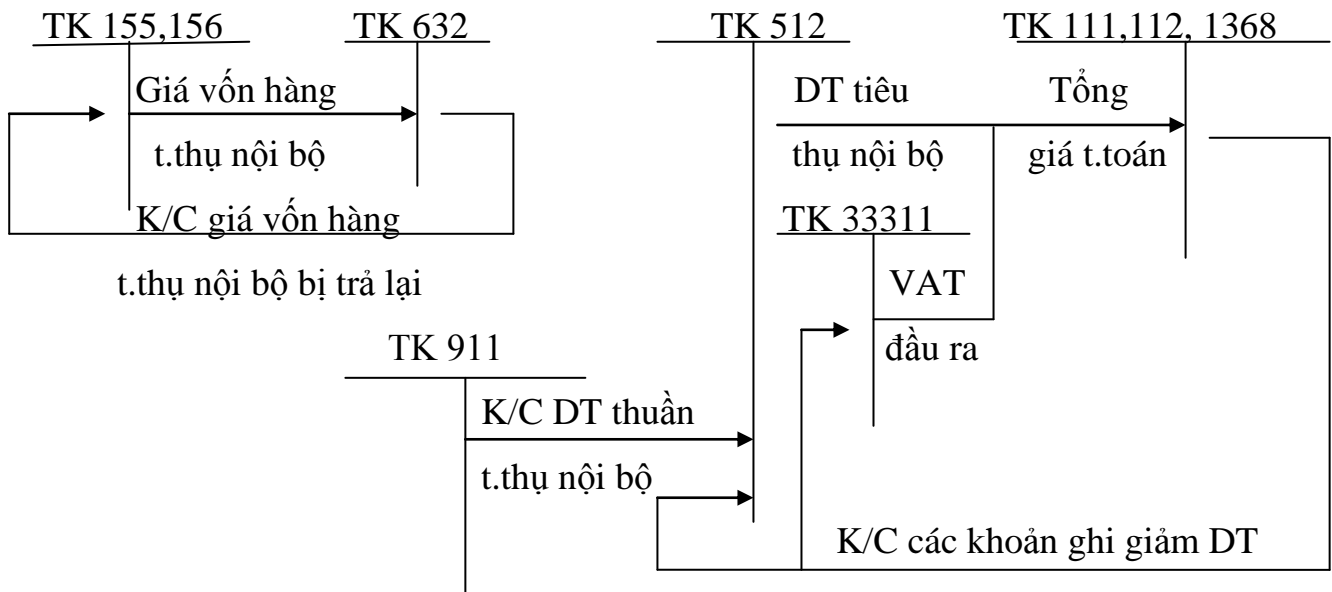 TK 155,156 TK 632 TK 512 TK 111,112, 1368
Giá vốn hàng DT tiêu Tổng
t.thụ nội bộ thụ nội bộ giá t.toán
K/C giá vốn hàng TK 33311
t.thụ nội bộ bị trả lại VAT
TK 911 đầu ra
K/C DT thuần
t.thụ nội bộ
K/C các khoản ghi giảm DT